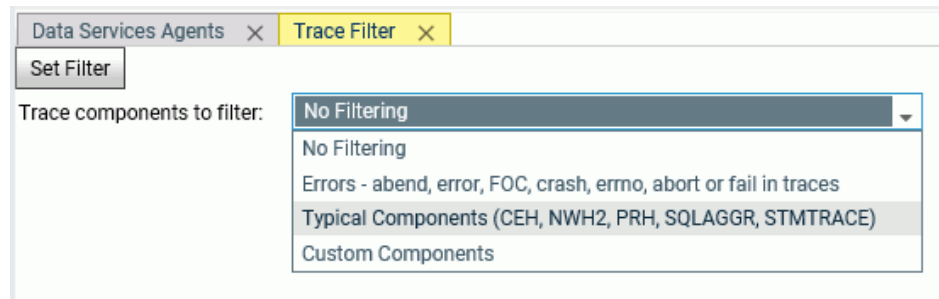 Data Services Agents
Trace Filter
Set Filter
Trace components to filter:
No Filtering
No Filtering
Errors - abend, error, FOC, crash, errno, abort or fail in traces
Typical Components (CEH, NWH2, PRH, SQLAGGR, STMTRACE)
Custom Components